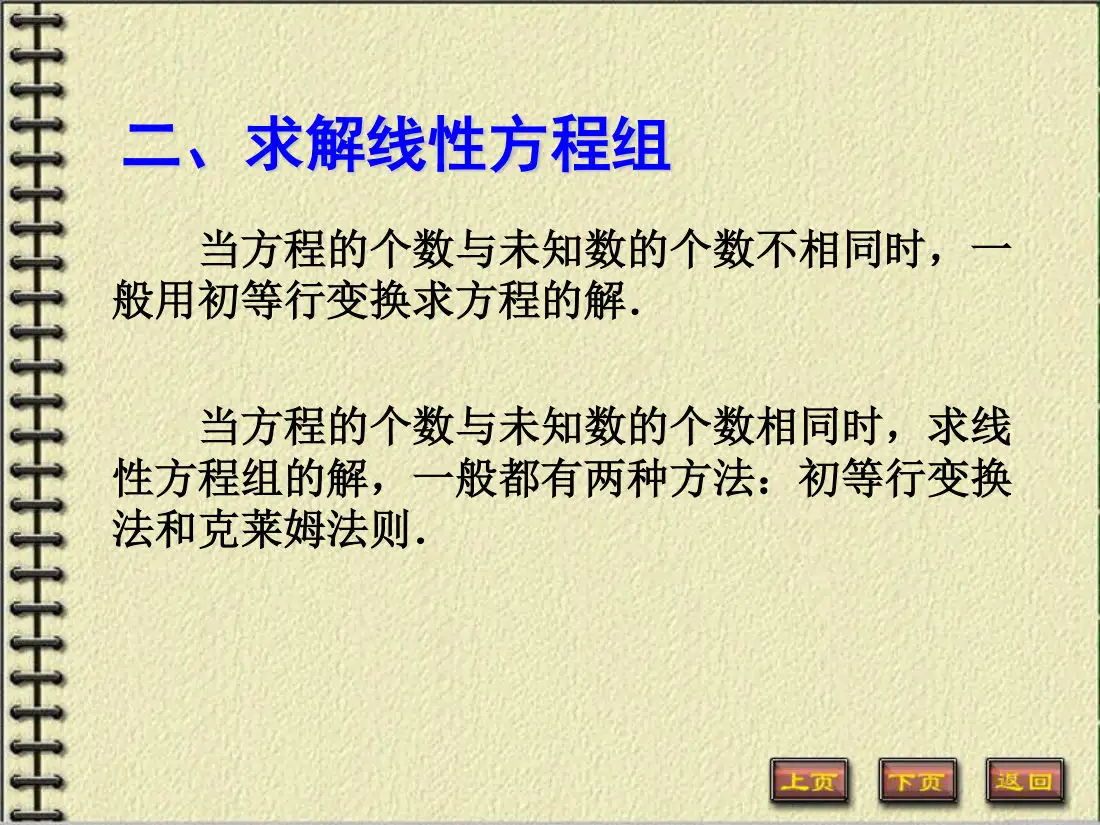 二、求解线性方程组
当方程的个数与未知数的个数不相同时，一
般用初等行变换求方程的解．
当方程的个数与未知数的个数相同时，求线
性方程组的解，一般都有两种方法：初等行变换
法和克莱姆法则．
上页 下页 返回